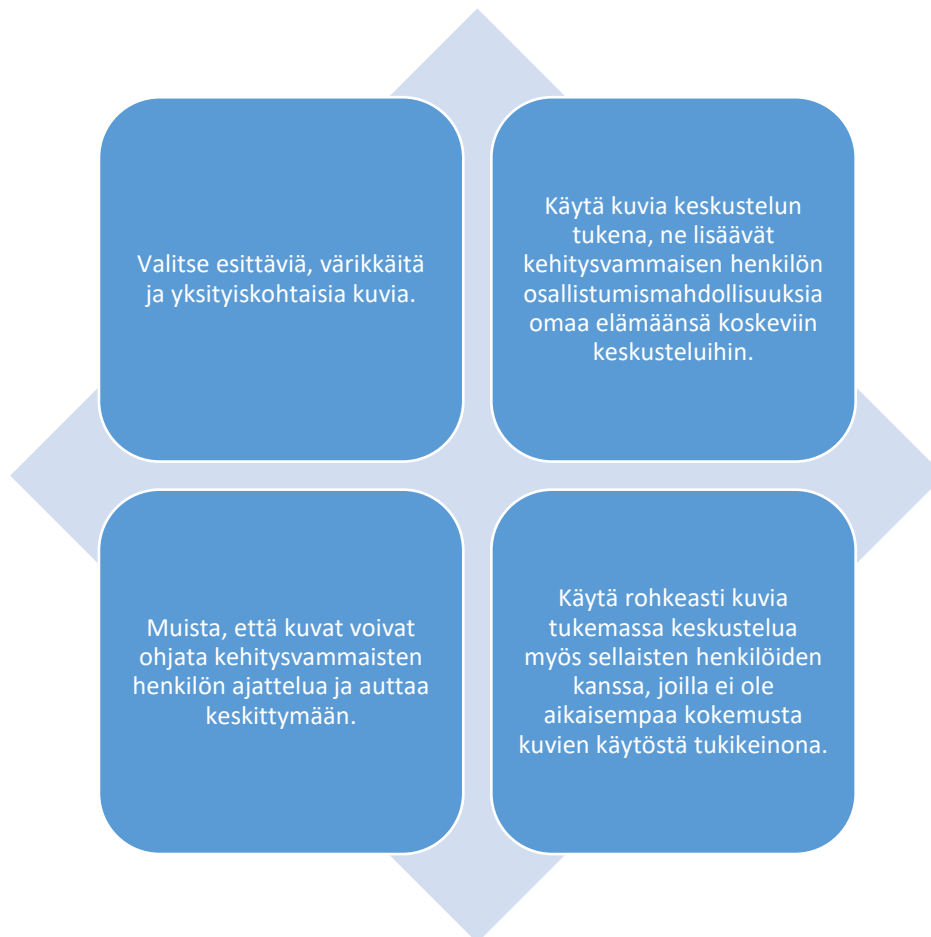 Valitse esittäviä, värikkäitä
ja yksityiskohtaisia kuvia.
Käytä kuvia keskustelun
tukena, ne lisäävät
kehitysvammaisen henkilön
osallistumismahdollisuuksia
omaa elämäänsä koskeviin
keskusteluihin.
Muista, että kuvat voivat
ohjata kehitysvammaisten
henkilön ajattelua ja auttaa
keskittymään.
Käytä rohkeasti kuvia
tukemassa keskustelua
myös sellaisten henkilöiden
kanssa, joilla ei ole
aikaisempaa kokemusta
kuvien käytöstä tukikeinona.